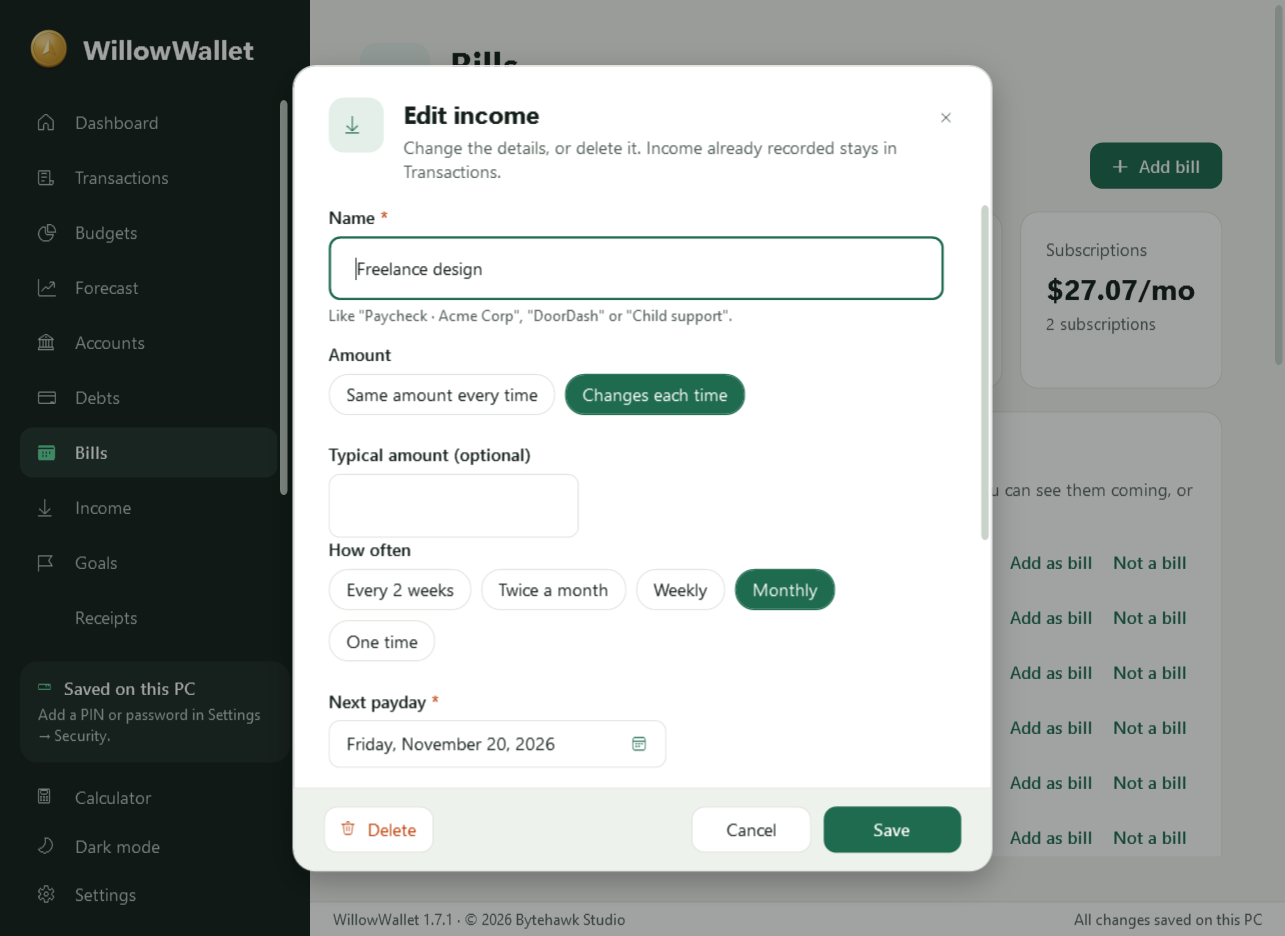 WillowWallet
Dashboard
Transactions
Budgets
Forecast
Accounts
Debts
Bills
Income
Goals
Receipts
Saved on this PC
Add a PIN or password in Settings
→ Security.
Calculator
Dark mode
Settings
Bills
+ Add bill
Subscriptions
$27.07/mo
2 subscriptions
can see them coming, or
Add as bill Not a bill
Add as bill Not a bill
Add as bill Not a bill
Add as bill Not a bill
Add as bill Not a bill
Add as bill Not a bill
Edit income
×
Change the details, or delete it. Income already recorded stays in
Transactions.
Name *
Freelance design
Like "Paycheck · Acme Corp", "DoorDash" or "Child support".
Amount
Same amount every time Changes each time
Typical amount (optional)
How often
Every 2 weeks Twice a month Weekly Monthly
One time
Next payday *
Friday, November 20, 2026
Delete Cancel Save
WillowWallet 1.7.1 · © 2026 Bytehawk Studio
All changes saved on this PC